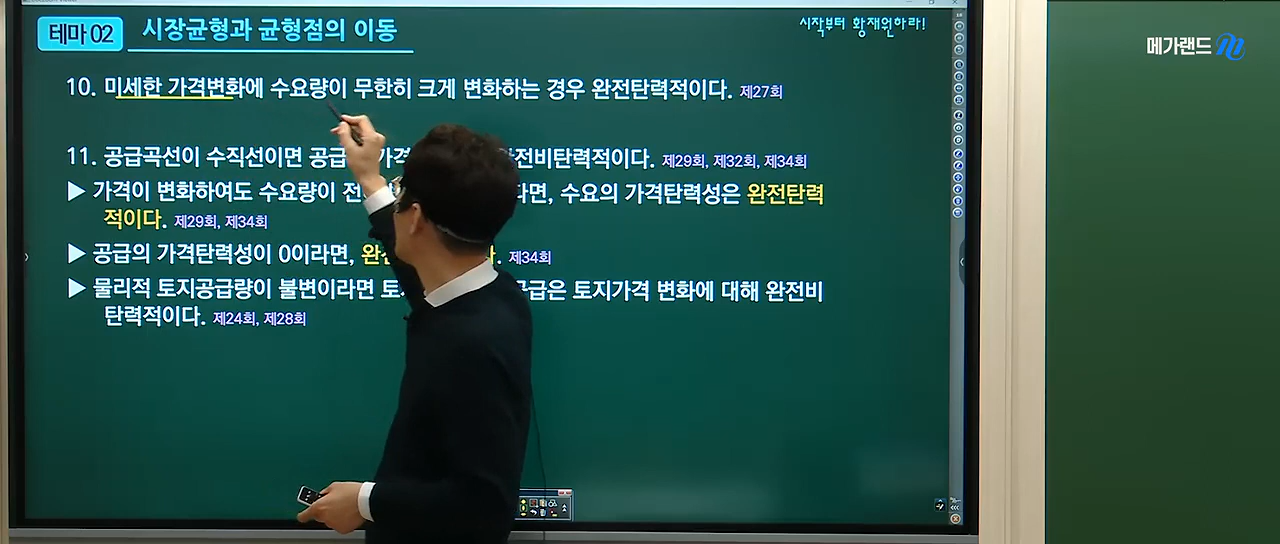 테마 02 시장균형과 균형점의 이동
시작부터 황재원하라!
메가랜드
10. 미세한 가격변화에 수요량이 무한히 크게 변화하는 경우 완전탄력적이다. 제27회
11. 공급곡선이 수직선이면 공급 가격 완전비탄력적이다. 제29회, 제32회, 제34회
▶ 가격이 변화하여도 수요량이 전 다면, 수요의 가격탄력성은 완전탄력
적이다. 제29회, 제34회
▶ 공급의 가격탄력성이 0이라면, 완 . 제34회
▶ 물리적 토지공급량이 불변이라면 토 공급은 토지가격 변화에 대해 완전비
탄력적이다. 제24회, 제28회